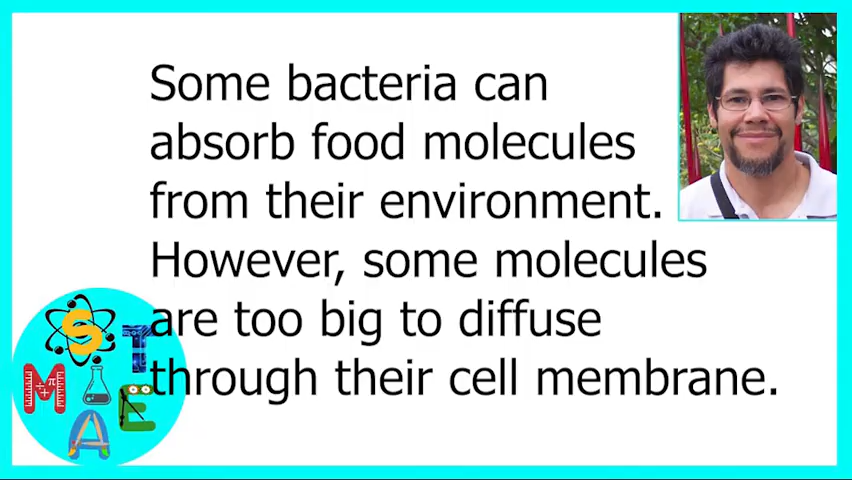 Some bacteria can
absorb food molecules
from their environment.
However, some molecules
are too big to diffuse
through their cell membrane.
S
T
M
÷π
+
E
A